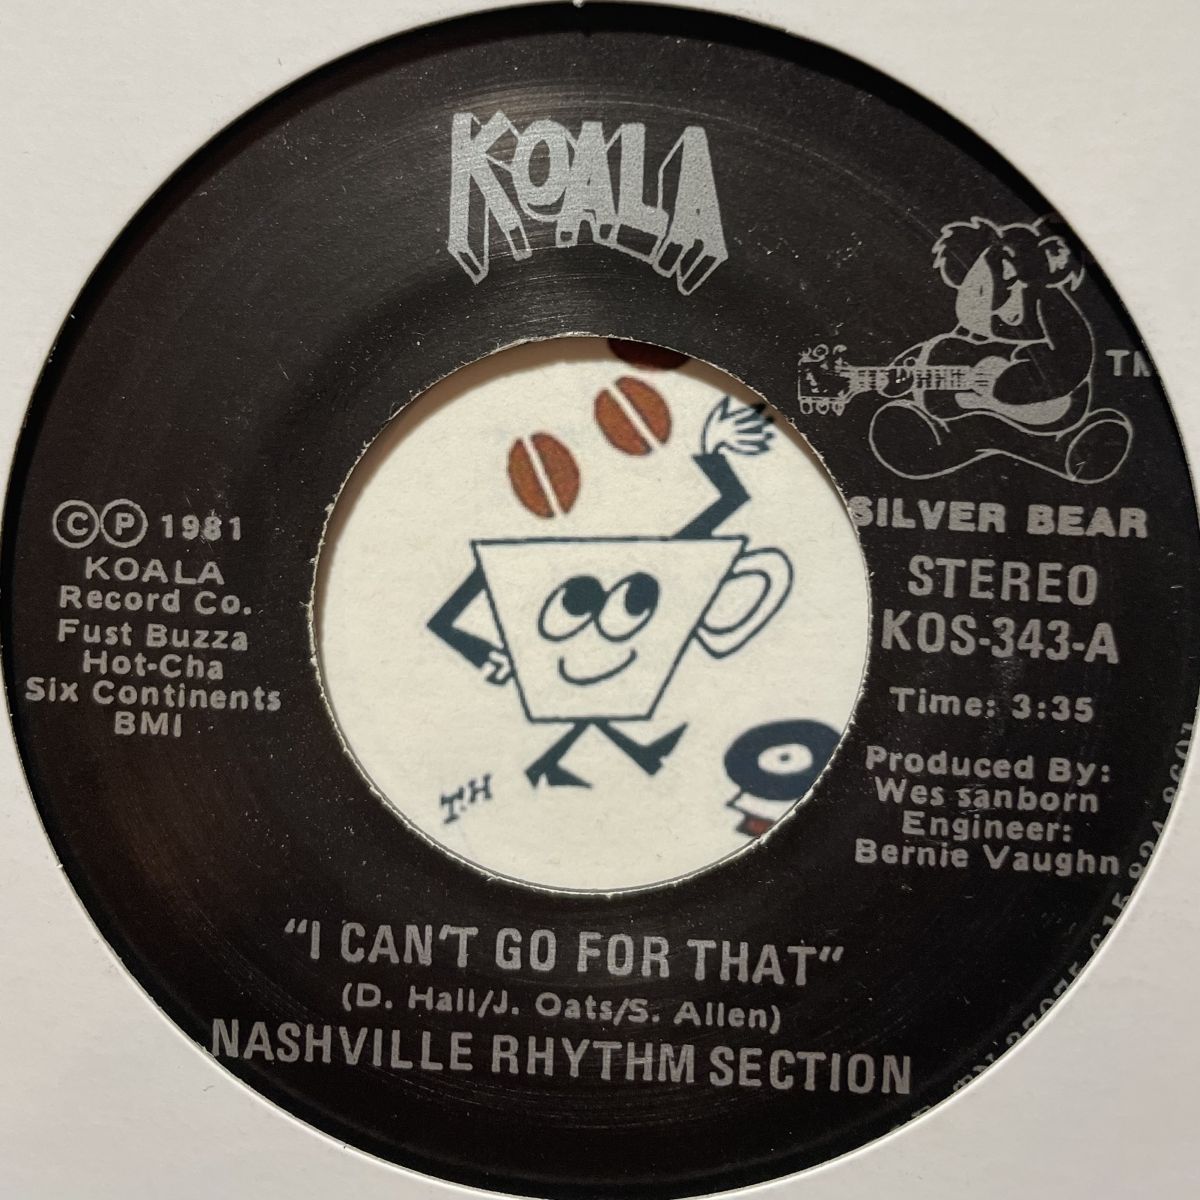 KOALA
TM
SILVER BEAR
STEREO
KOS-343-A
Time: 3:35
Produced By:
Wes sanborn
Engineer:
Bernie Vaughn
©℗ 1981
KOALA
Record Co.
Fust Buzza
Hot-Cha
Six Continents
BMI
T.H
"I CAN'T GO FOR THAT"
(D. Hall/J. Oats/S. Allen)
NASHVILLE RHYTHM SECTION